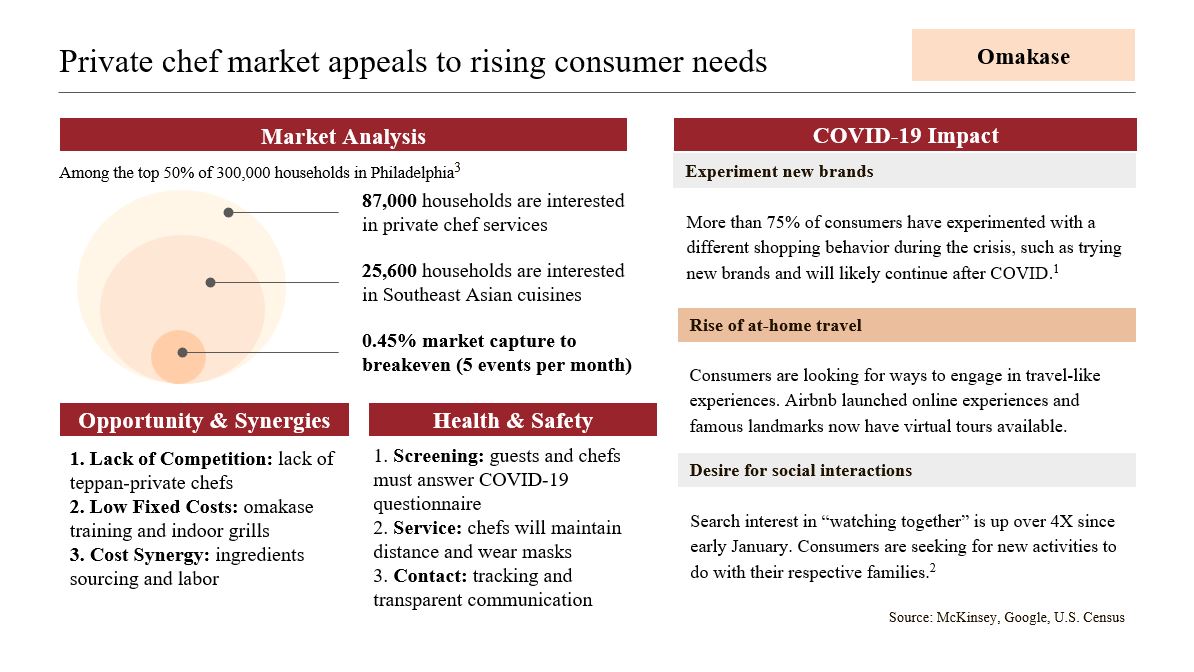 Private chef market appeals to rising consumer needs
Omakase
Market Analysis
Among the top 50% of 300,000 households in Philadelphia3
87,000 households are interested
in private chef services
25,600 households are interested
in Southeast Asian cuisines
0.45% market capture to
breakeven (5 events per month)
Opportunity & Synergies
1. Lack of Competition: lack of
teppan-private chefs
2. Low Fixed Costs: omakase
training and indoor grills
3. Cost Synergy: ingredients
sourcing and labor
Health & Safety
1. Screening: guests and chefs
must answer COVID-19
questionnaire
2. Service: chefs will maintain
distance and wear masks
3. Contact: tracking and
transparent communication
COVID-19 Impact
Experiment new brands
More than 75% of consumers have experimented with a
different shopping behavior during the crisis, such as trying
new brands and will likely continue after COVID.1
Rise of at-home travel
Consumers are looking for ways to engage in travel-like
experiences. Airbnb launched online experiences and
famous landmarks now have virtual tours available.
Desire for social interactions
Search interest in “watching together” is up over 4X since
early January. Consumers are seeking for new activities to
do with their respective families.2
Source: McKinsey, Google, U.S. Census